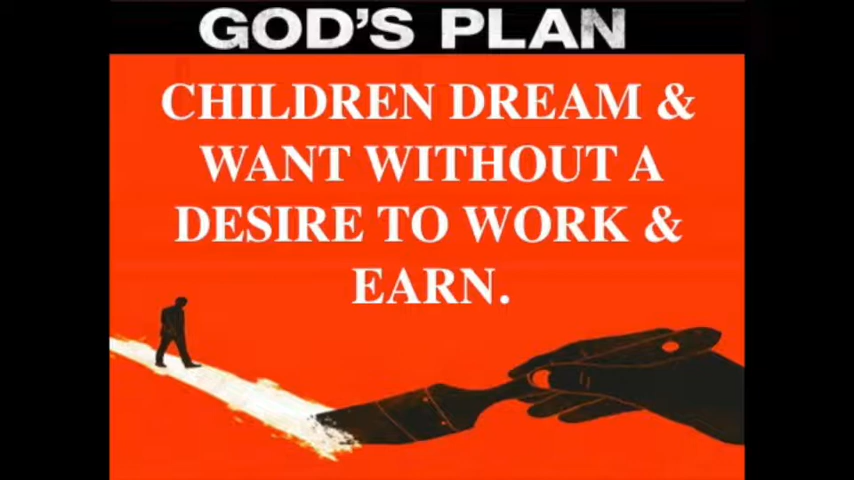 GOD'S PLAN
CHILDREN DREAM &
WANT WITHOUT A
DESIRE TO WORK &
EARN.